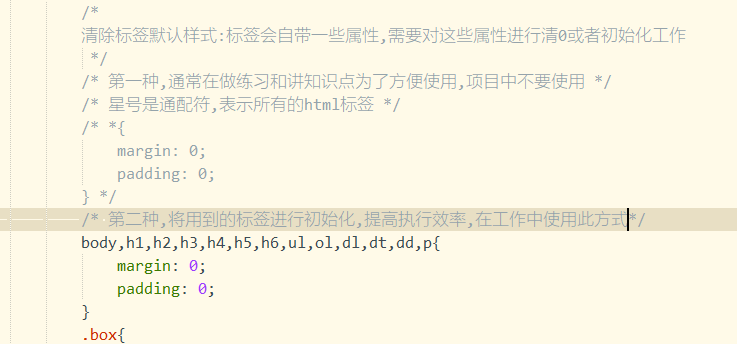 /*
清除标签默认样式:标签会自带一些属性,需要对这些属性进行清0或者初始化工作
*/
/* 第一种,通常在做练习和讲知识点为了方便使用,项目中不要使用 */
/* 星号是通配符,表示所有的html标签 */
/* *{
margin: 0;
padding: 0;
} */
/* 第二种,将用到的标签进行初始化,提高执行效率,在工作中使用此方式*/
body,h1,h2,h3,h4,h5,h6,ul,ol,dl,dt,dd,p{
margin: 0;
padding: 0;
}
.box{